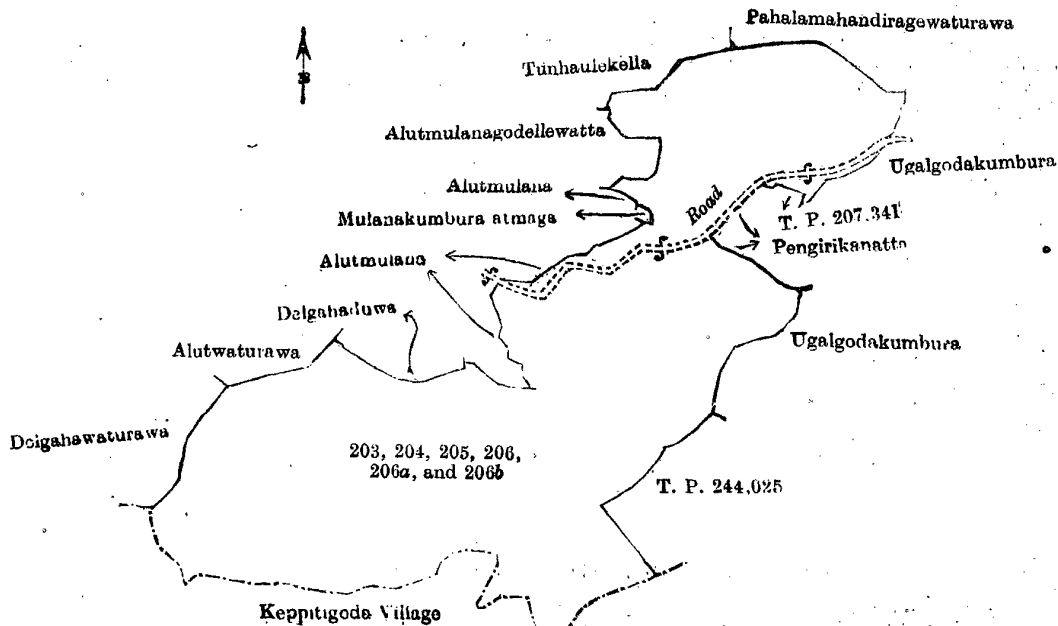 Pahalamahandiragewaturawa
Tunhaulekella
Alutmulanagodellewatta
Ugalgodakumbura
Alutmulana
Road
Mulanakumbura atmaga
T. P. 207,341
Pengirikanatta
Alutmulana
Delgahaduwa
Ugalgodakumbura
Alutwaturawa
Delgahawaturawa
203, 204, 205, 206,
206a, and 206b
T. P. 244,025
Keppitigoda Village